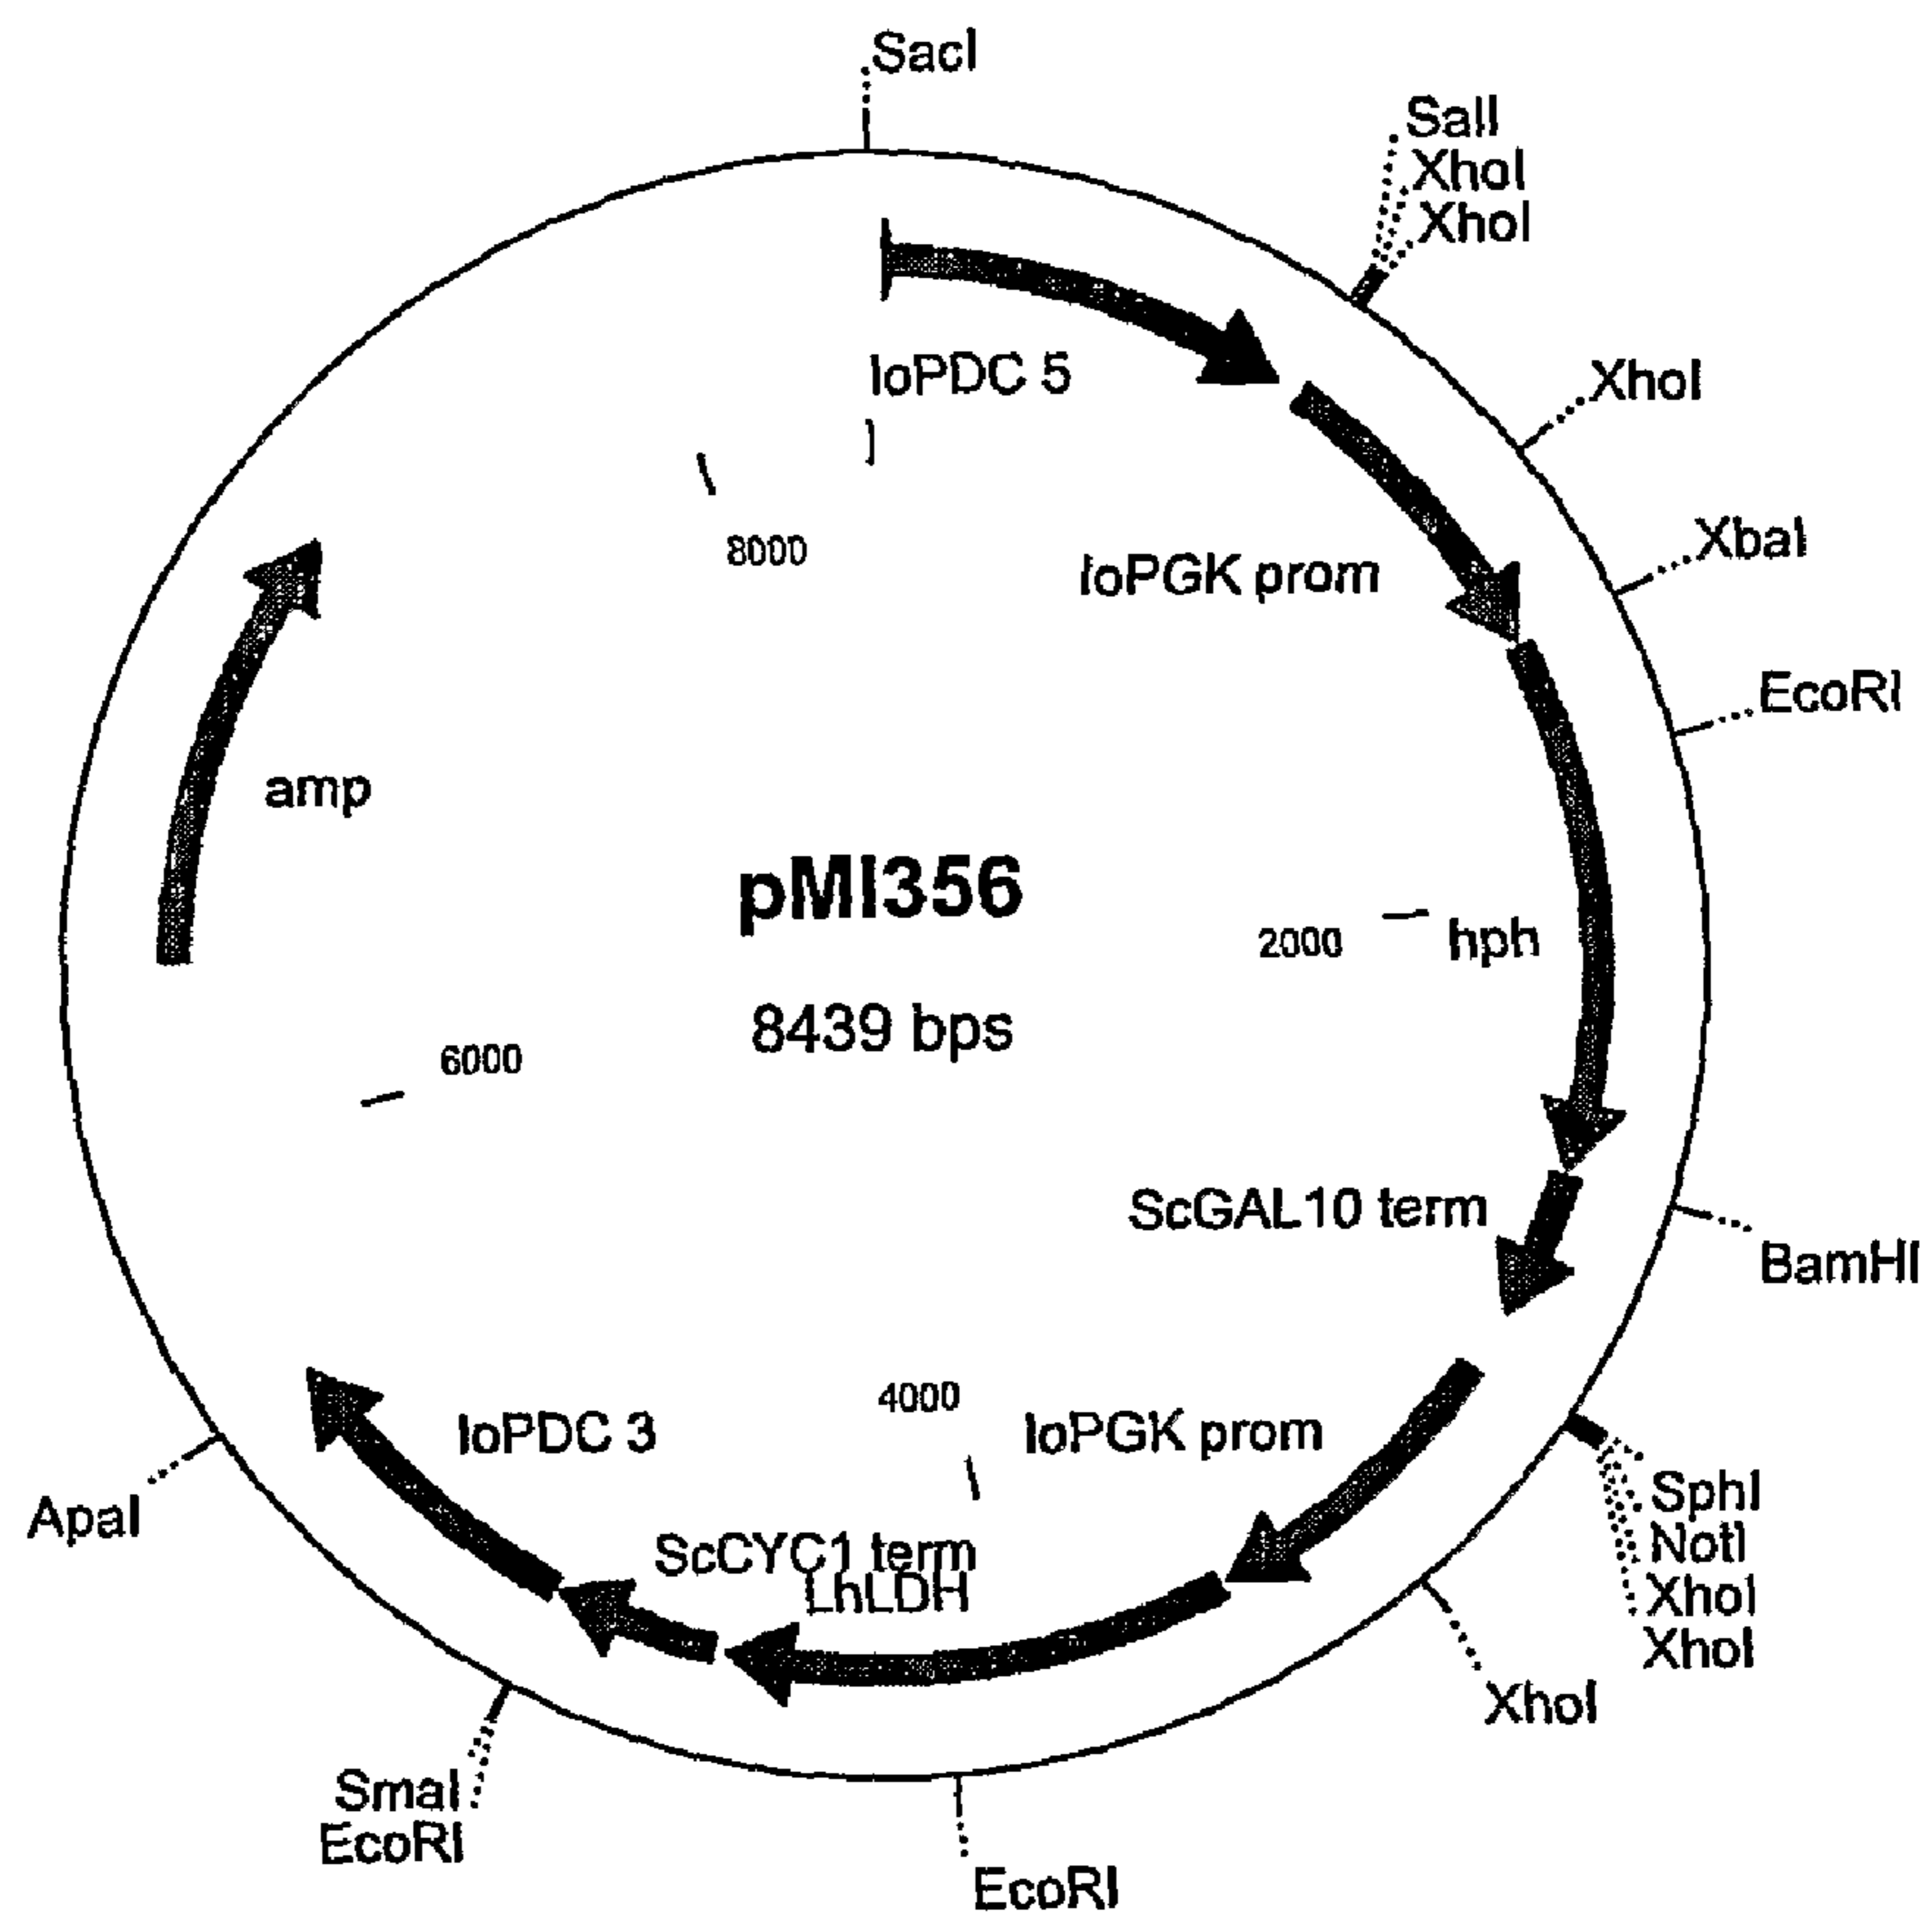 SacI
SalI
XhoI
XhoI
XhoI
XbaI
EcoRI
BamHI
SphI
NotI
XhoI
XhoI
XhoI
EcoRI
SmaI
EcoRI
ApaI
IoPDC 5
8000
IoPGK prom
amp
pMI356
8439 bps
2000
hph
6000
ScGAL10 term
4000
IoPGK prom
IoPDC 3
ScCYC1 term
LhLDH